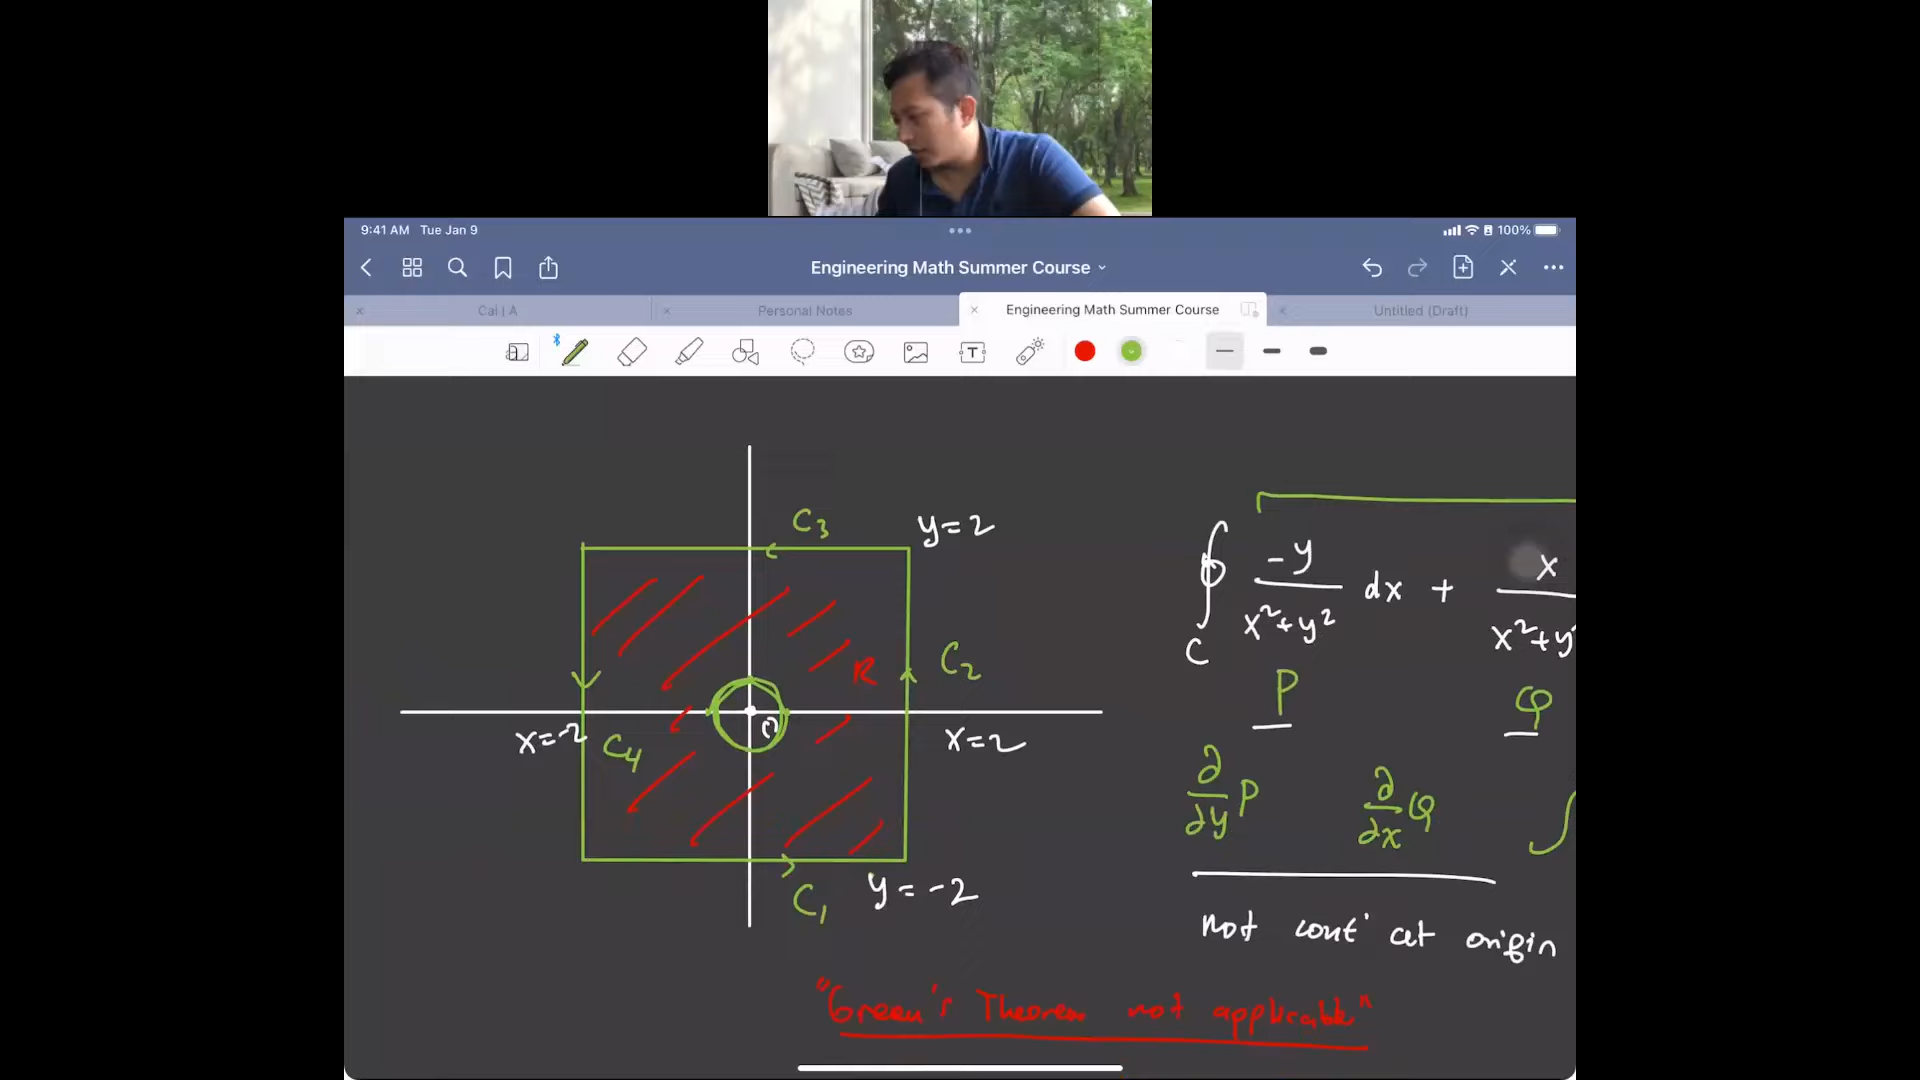 9:41 AM Tue Jan 9
100%
Engineering Math Summer Course
Cal | A
Personal Notes
Engineering Math Summer Course
Untitled (Draft)
T
C3
y=2
C2
R
x=-2
C4
0
x=2
C1
y=-2
∮C -y/x²+y² dx + x/x²+y²
P Q
∂/∂y P ∂/∂x Q ∫
not cont' at origin
"Green's Theorem not applicable"